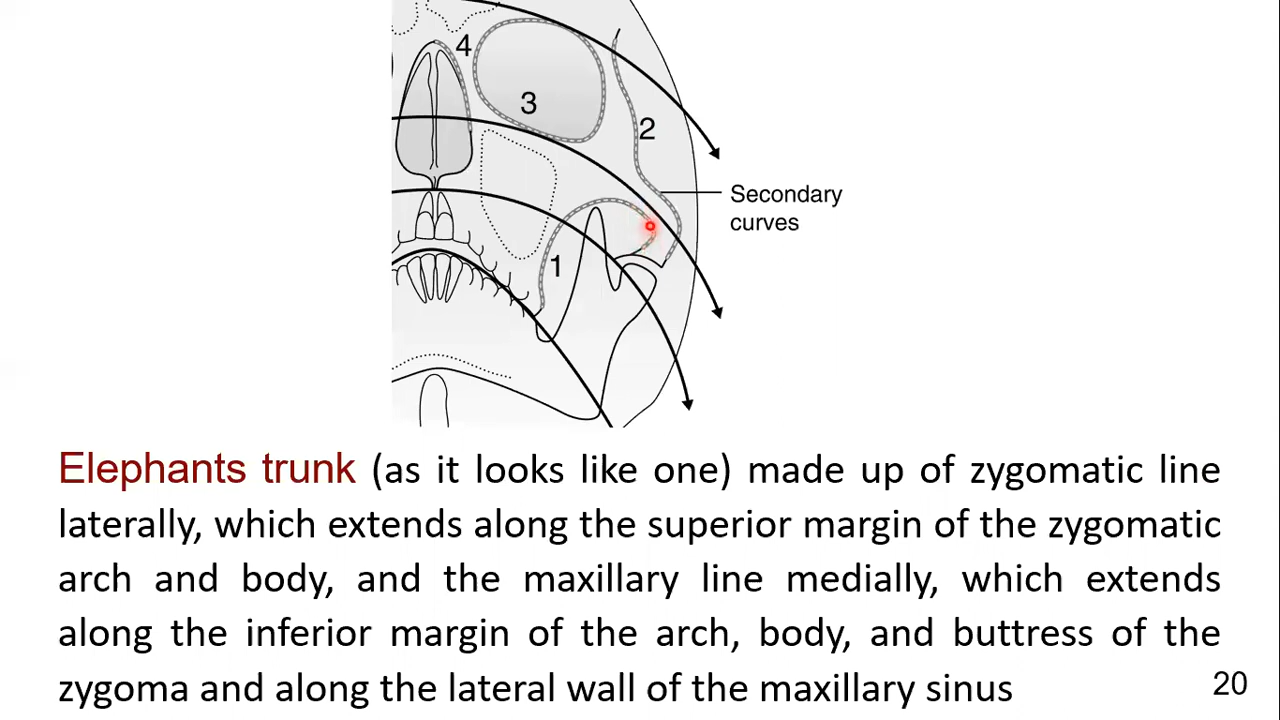 4
3
2
Secondary
curves
1
Elephants trunk (as it looks like one) made up of zygomatic line
laterally, which extends along the superior margin of the zygomatic
arch and body, and the maxillary line medially, which extends
along the inferior margin of the arch, body, and buttress of the
zygoma and along the lateral wall of the maxillary sinus
20